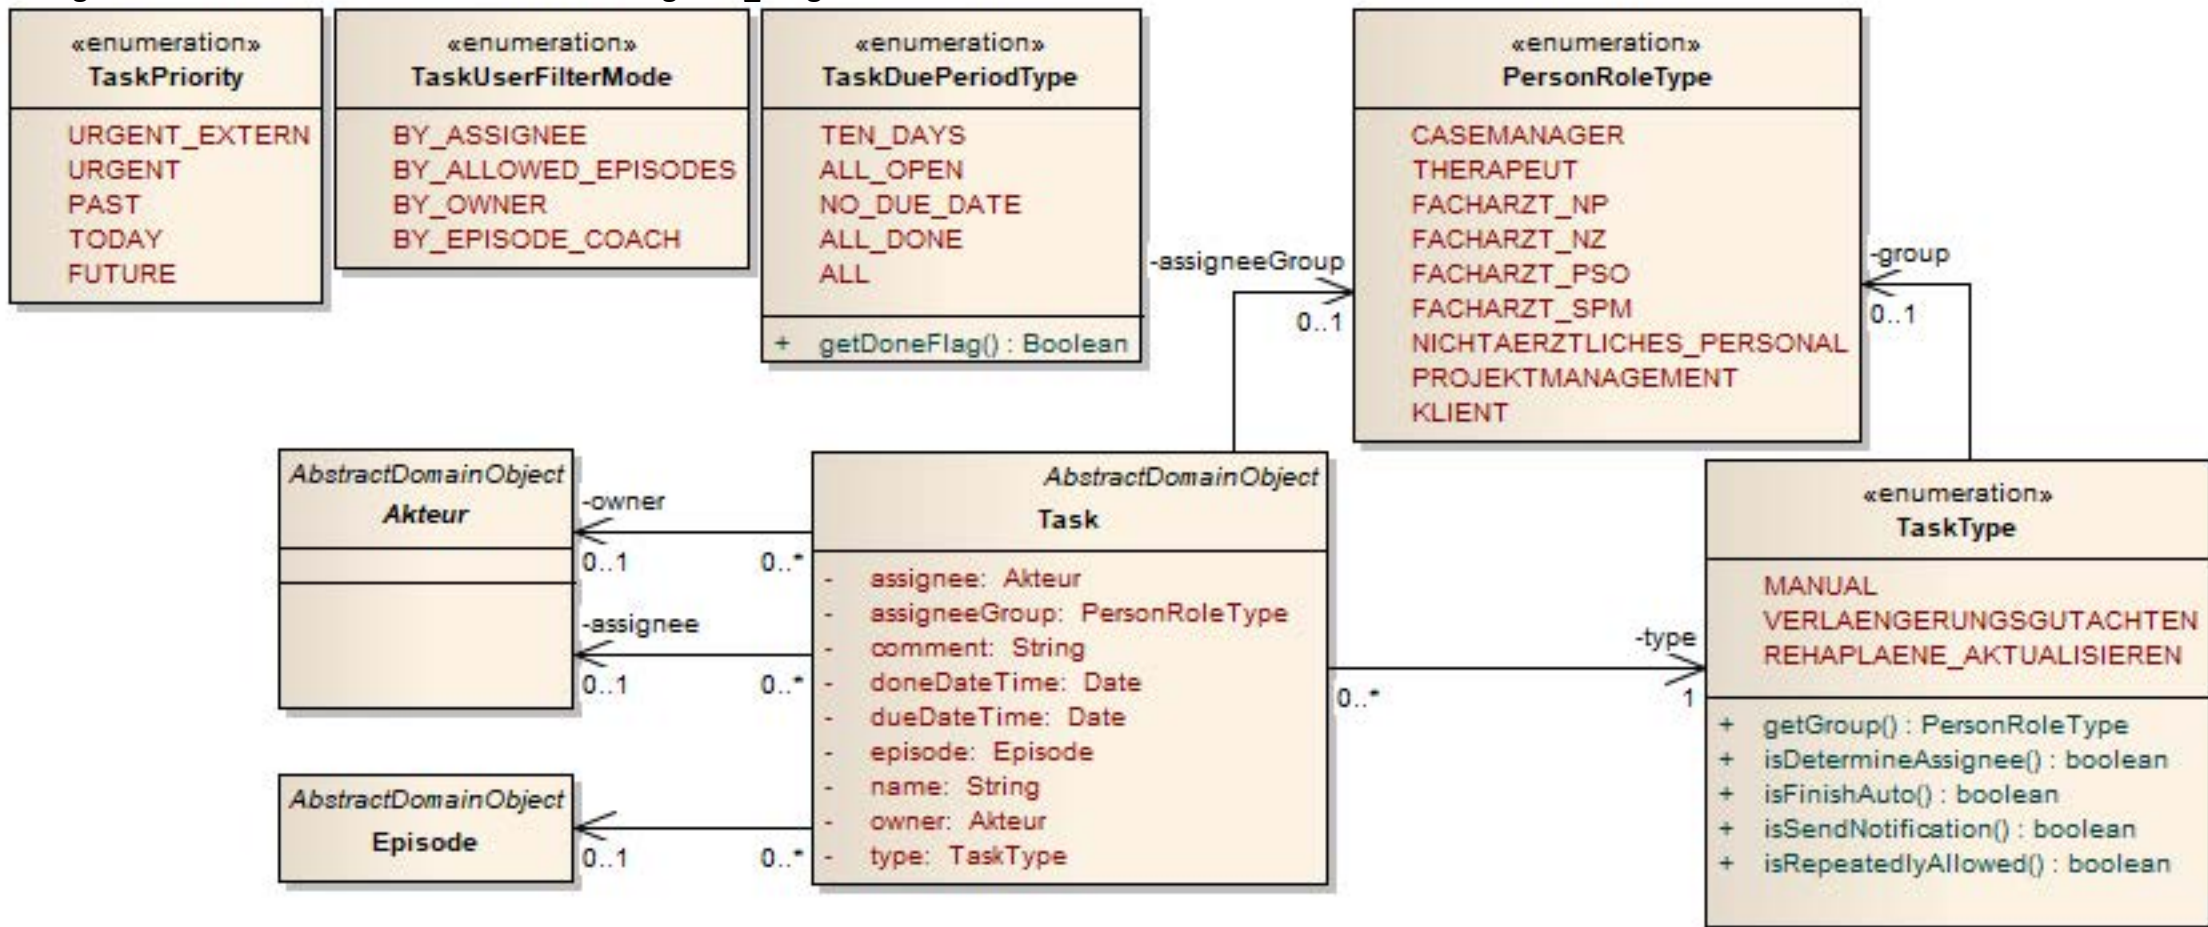 «enumeration»
TaskPriority
URGENT_EXTERN
URGENT
PAST
TODAY
FUTURE
«enumeration»
TaskUserFilterMode
BY_ASSIGNEE
BY_ALLOWED_EPISODES
BY_OWNER
BY_EPISODE_COACH
«enumeration»
TaskDuePeriodType
TEN_DAYS
ALL_OPEN
NO_DUE_DATE
ALL_DONE
ALL
+ getDoneFlag() : Boolean
«enumeration»
PersonRoleType
CASEMANAGER
THERAPEUT
FACHARZT_NP
FACHARZT_NZ
FACHARZT_PSO
FACHARZT_SPM
NICHTAERZTLICHES_PERSONAL
PROJEKTMANAGEMENT
KLIENT
-assigneeGroup
0..1
-group
0..1
AbstractDomainObject
Akteur
-owner
0..1
0..*
-assignee
0..1
0..*
AbstractDomainObject
Episode
0..1
0..*
AbstractDomainObject
Task
- assignee: Akteur
- assigneeGroup: PersonRoleType
- comment: String
- doneDateTime: Date
- dueDateTime: Date
- episode: Episode
- name: String
- owner: Akteur
- type: TaskType
0..*
-type
1
«enumeration»
TaskType
MANUAL
VERLAENGERUNGSGUTACHTEN
REHAPLAENE_AKTUALISIEREN
+ getGroup() : PersonRoleType
+ isDetermineAssignee() : boolean
+ isFinishAuto() : boolean
+ isSendNotification() : boolean
+ isRepeatedlyAllowed() : boolean